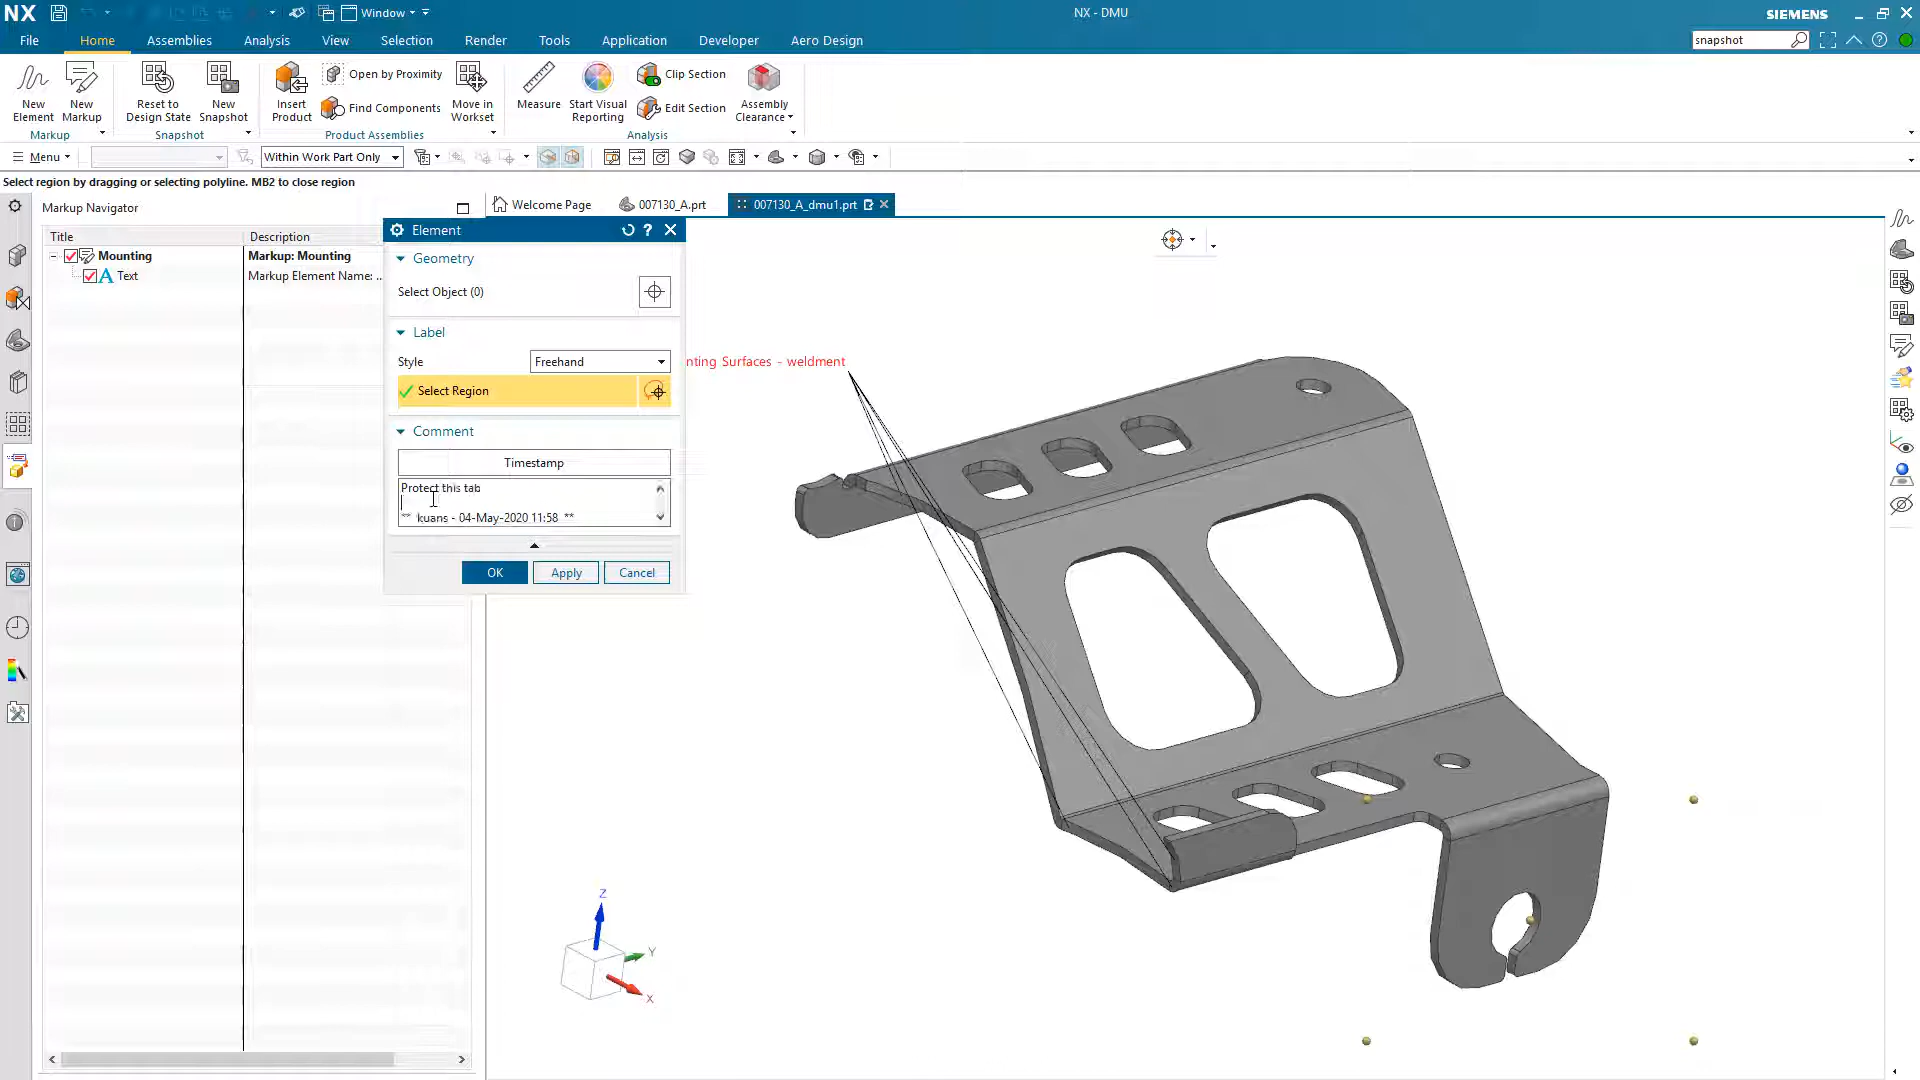 NX
Window
NX - DMU
SIEMENS
File
Home
Assemblies
Analysis
View
Selection
Render
Tools
Application
Developer
Aero Design
snapshot
New Element
New Markup
Reset to Design State
New Snapshot
Insert Product
Open by Proximity
Find Components
Move in Workset
Measure
Start Visual Reporting
Clip Section
Edit Section
Assembly Clearance
Markup
Snapshot
Product Assemblies
Analysis
Menu
Within Work Part Only
Select region by dragging or selecting polyline. MB2 to close region
Markup Navigator
Welcome Page
007130_A.prt
007130_A_dmu1.prt
Title
Description
Mounting
Markup: Mounting
Text
Markup Element Name: ..
Element
Geometry
Select Object (0)
Label
Style
Freehand
Select Region
Comment
Timestamp
Protect this tab
** kuans - 04-May-2020 11:58 **
OK
Apply
Cancel
nting Surfaces - weldment
Z
Y
X